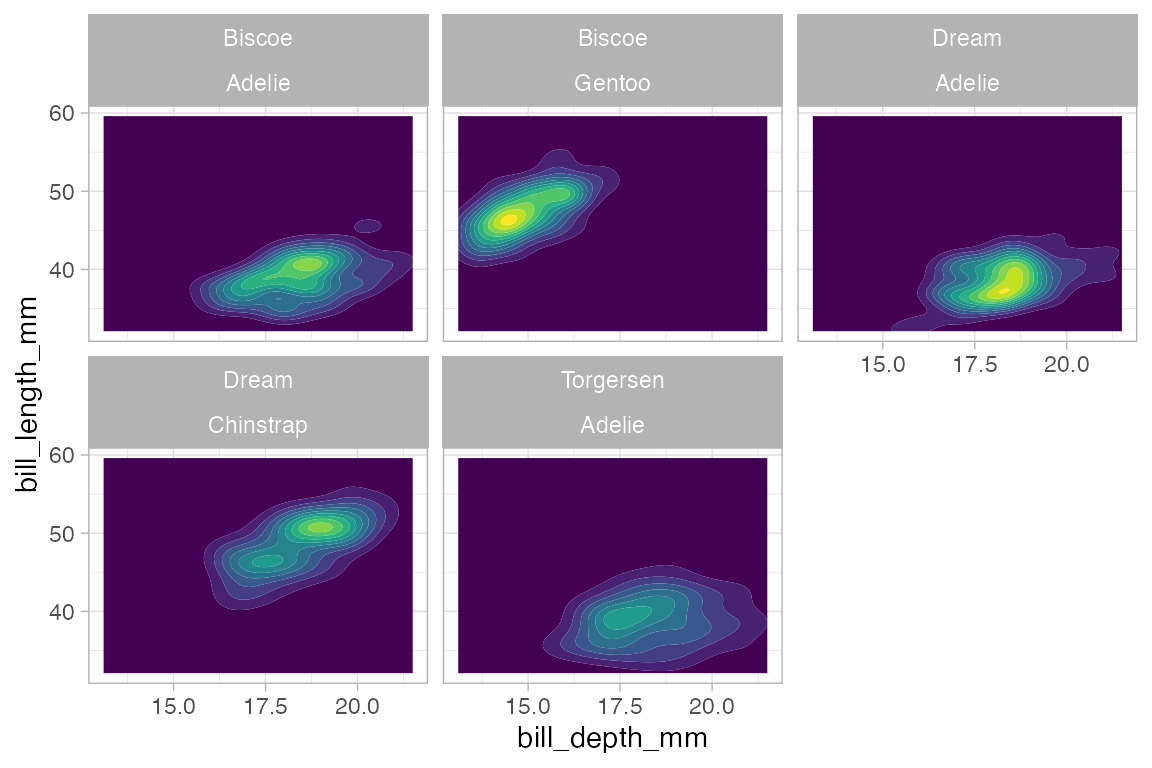 Biscoe
Adelie
Biscoe
Gentoo
Dream
Adelie
60
50
40
15.0 17.5 20.0
Dream
Chinstrap
Torgersen
Adelie
60
50
40
15.0 17.5 20.0
15.0 17.5 20.0
bill_depth_mm
bill_length_mm